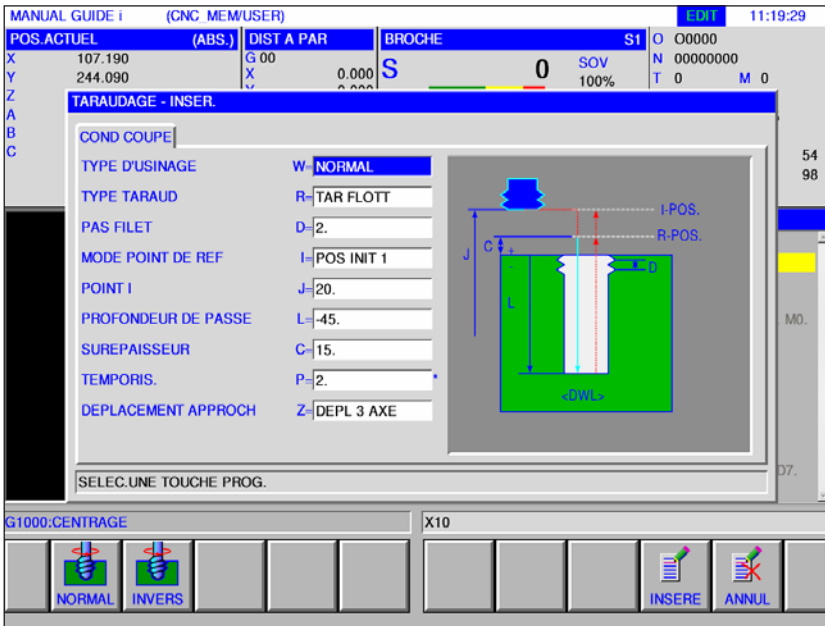 MANUAL GUIDE i (CNC_MEM/USER) EDIT 11:19:29
POS.ACTUEL (ABS.) DIST A PAR BROCHE S1 O O0000
X 107.190 G 00 S 0 SOV N 00000000
Y 244.090 X 0.000 100% T 0 M 0
Z
A
B
C
54
98
TARAUDAGE - INSER.
COND COUPE
TYPE D'USINAGE W= NORMAL
TYPE TARAUD R= TAR FLOTT
PAS FILET D= 2.
MODE POINT DE REF I= POS INIT 1
POINT I J= 20.
PROFONDEUR DE PASSE L= -45.
SUREPAISSEUR C= 15.
TEMPORIS. P= 2. *
DEPLACEMENT APPROCH Z= DEPL 3 AXE
I-POS.
R-POS.
J
C
+
-
D
L
<DWL>
M0.
D7.
SELEC.UNE TOUCHE PROG.
G1000:CENTRAGE X10
NORMAL INVERS INSERE ANNUL